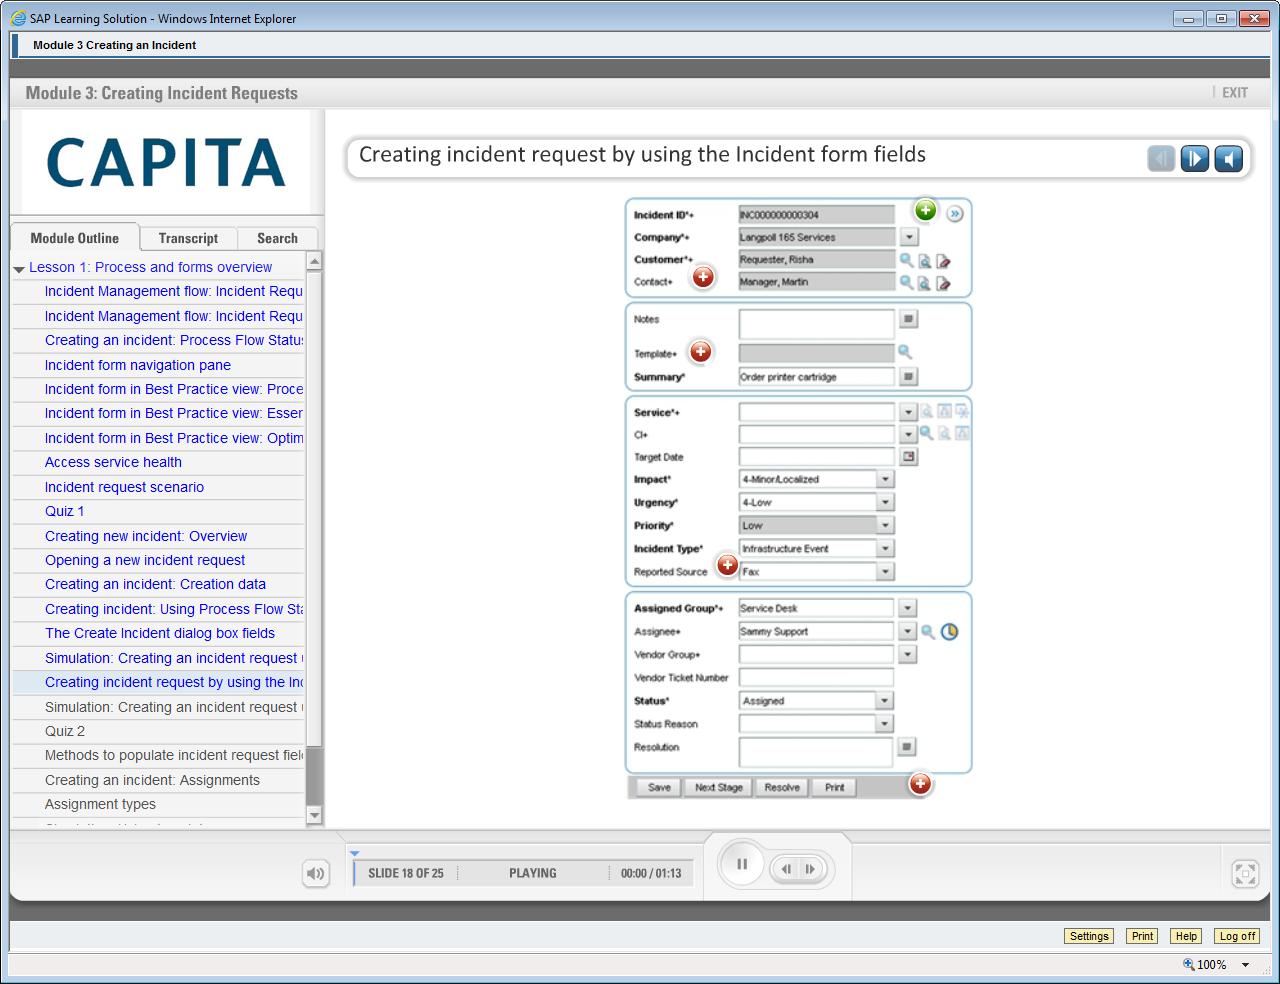 SAP Learning Solution - Windows Internet Explorer
Module 3 Creating an Incident
Module 3: Creating Incident Requests
EXIT
CAPITA
Creating incident request by using the Incident form fields
Module Outline
Transcript
Search
Lesson 1: Process and forms overview
Incident Management flow: Incident Requ
Incident Management flow: Incident Requ
Creating an incident: Process Flow Status
Incident form navigation pane
Incident form in Best Practice view: Proce
Incident form in Best Practice view: Esser
Incident form in Best Practice view: Optim
Access service health
Incident request scenario
Quiz 1
Creating new incident: Overview
Opening a new incident request
Creating an incident: Creation data
Creating incident: Using Process Flow Sta
The Create Incident dialog box fields
Simulation: Creating an incident request u
Creating incident request by using the Inc
Simulation: Creating an incident request u
Quiz 2
Methods to populate incident request field
Creating an incident: Assignments
Assignment types
Incident ID*+ INC000000000304
Company*+ Langpoll 165 Services
Customer*+ Requester, Risha
Contact+ Manager, Martin
Notes
Template+
Summary* Order printer cartridge
Service*+
CI+
Target Date
Impact* 4-Minor/Localized
Urgency* 4-Low
Priority* Low
Incident Type* Infrastructure Event
Reported Source Fax
Assigned Group*+ Service Desk
Assignee+ Sammy Support
Vendor Group+
Vendor Ticket Number
Status* Assigned
Status Reason
Resolution
Save Next Stage Resolve Print
SLIDE 18 OF 25 PLAYING 00:00 / 01:13
Settings Print Help Log off
100%